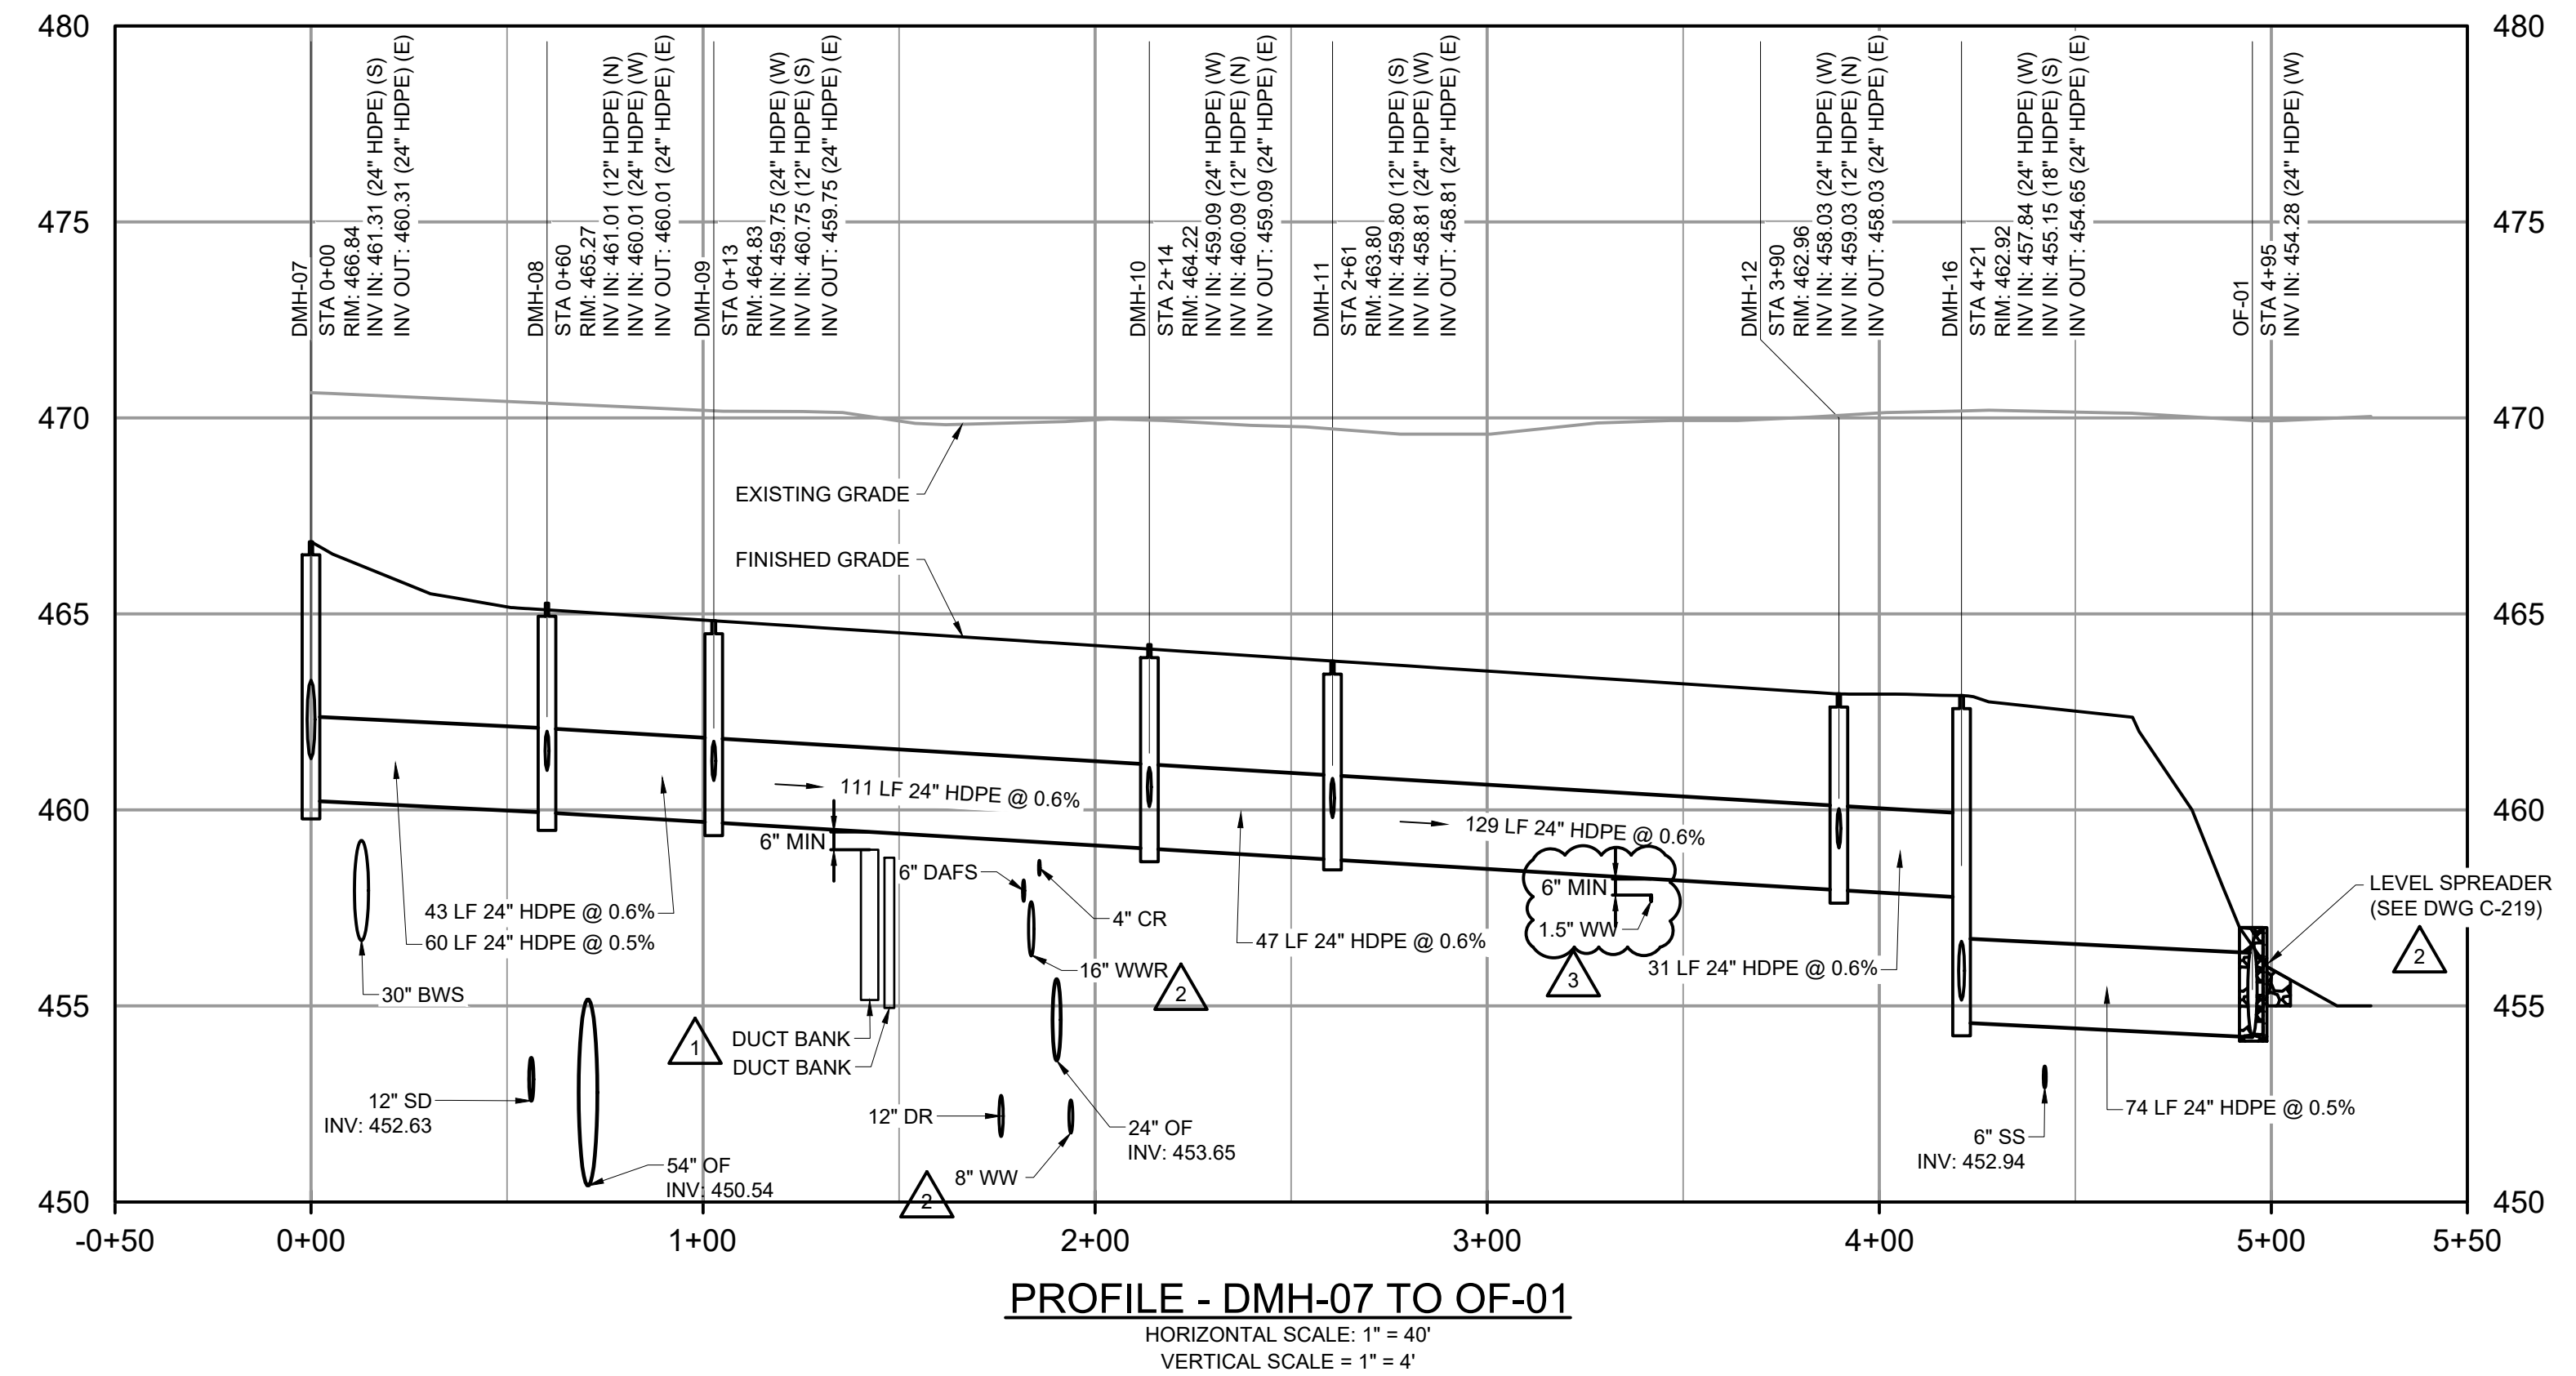 480
480
475
475
470
470
465
465
460
460
455
455
450
450
DMH-07
STA 0+00
RIM: 466.84
INV IN: 461.31 (24" HDPE) (S)
INV OUT: 460.31 (24" HDPE) (E)
DMH-08
STA 0+60
RIM: 465.27
INV IN: 461.01 (12" HDPE) (N)
INV IN: 460.01 (24" HDPE) (W)
INV OUT: 460.01 (24" HDPE) (E)
DMH-09
STA 0+13
RIM: 464.83
INV IN: 459.75 (24" HDPE) (W)
INV IN: 460.75 (12" HDPE) (S)
INV OUT: 459.75 (24" HDPE) (E)
DMH-10
STA 2+14
RIM: 464.22
INV IN: 459.09 (24" HDPE) (W)
INV IN: 460.09 (12" HDPE) (N)
INV OUT: 459.09 (24" HDPE) (E)
DMH-11
STA 2+61
RIM: 463.80
INV IN: 459.80 (12" HDPE) (S)
INV IN: 458.81 (24" HDPE) (W)
INV OUT: 458.81 (24" HDPE) (E)
DMH-12
STA 3+90
RIM: 462.96
INV IN: 458.03 (24" HDPE) (W)
INV IN: 459.03 (12" HDPE) (N)
INV OUT: 458.03 (24" HDPE) (E)
DMH-16
STA 4+21
RIM: 462.92
INV IN: 457.84 (24" HDPE) (W)
INV IN: 455.15 (18" HDPE) (S)
INV OUT: 454.65 (24" HDPE) (E)
OF-01
STA 4+95
INV IN: 454.28 (24" HDPE) (W)
EXISTING GRADE
FINISHED GRADE
111 LF 24" HDPE @ 0.6%
129 LF 24" HDPE @ 0.6%
6" MIN
6" DAFS
4" CR
16" WWR
2
43 LF 24" HDPE @ 0.6%
60 LF 24" HDPE @ 0.5%
30" BWS
47 LF 24" HDPE @ 0.6%
6" MIN
1.5" WW
3
31 LF 24" HDPE @ 0.6%
LEVEL SPREADER
(SEE DWG C-219)
2
1
DUCT BANK
DUCT BANK
12" SD
INV: 452.63
54" OF
INV: 450.54
12" DR
8" WW
2
24" OF
INV: 453.65
6" SS
INV: 452.94
74 LF 24" HDPE @ 0.5%
-0+50
0+00
1+00
2+00
3+00
4+00
5+00
5+50
PROFILE - DMH-07 TO OF-01
HORIZONTAL SCALE: 1" = 40'
VERTICAL SCALE = 1" = 4'